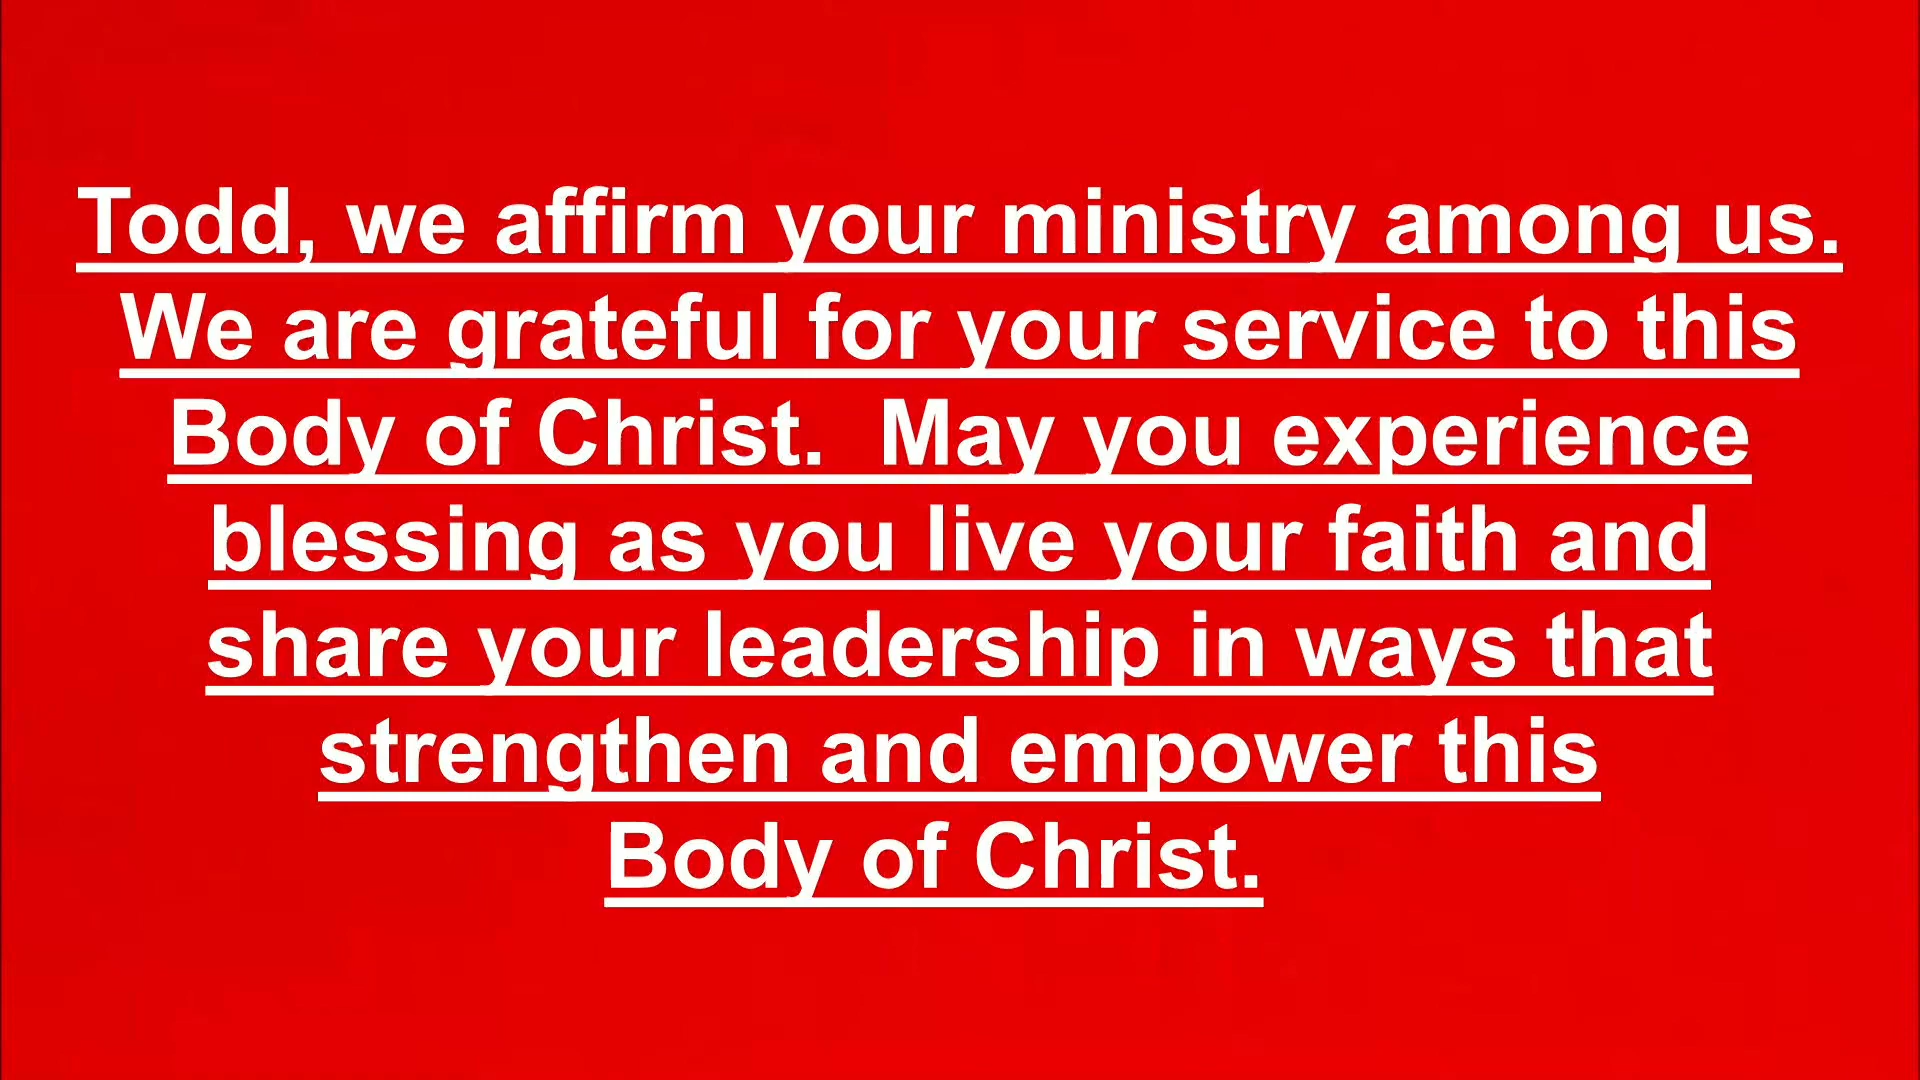 Todd, we affirm your ministry among us.
We are grateful for your service to this
Body of Christ.  May you experience
blessing as you live your faith and
share your leadership in ways that
strengthen and empower this
Body of Christ.